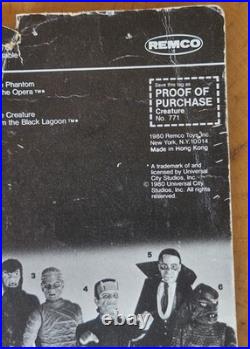 REMCO
Save this tag as
PROOF OF
PURCHASE
Creature
No. 771
Phantom
the Opera ™*
1980 Remco Toys, Inc.
New York, N.Y. 10014
Made in Hong Kong
Creature
m the Black Lagoon ™*
* A trademark of and
licensed by Universal
City Studios, Inc.
© 1980 Universal City
Studios, Inc. All
rights reserved.
3
5
6